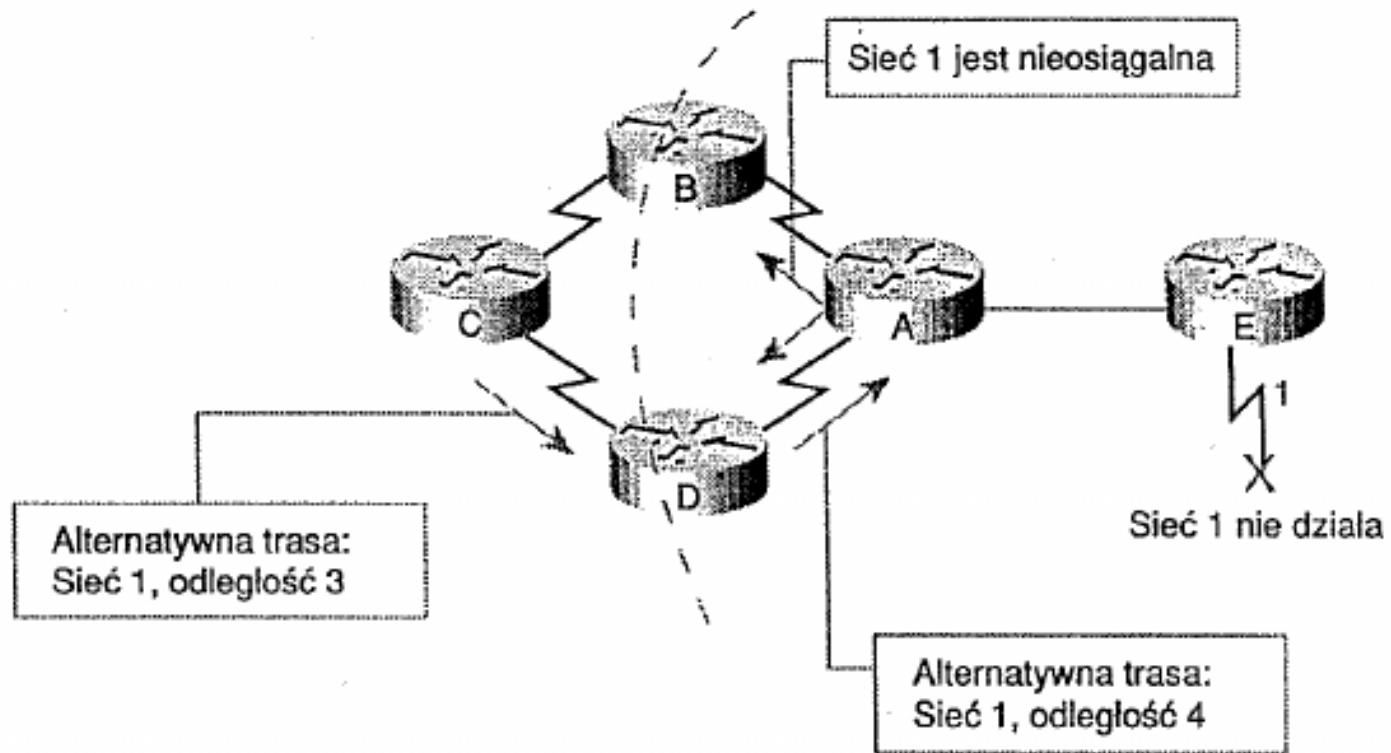 Sieć 1 jest nieosiągalna
B
C
A
E
1
D
Sieć 1 nie dziala
Alternatywna trasa:
Sieć 1, odległość 3
Alternatywna trasa:
Sieć 1, odległość 4